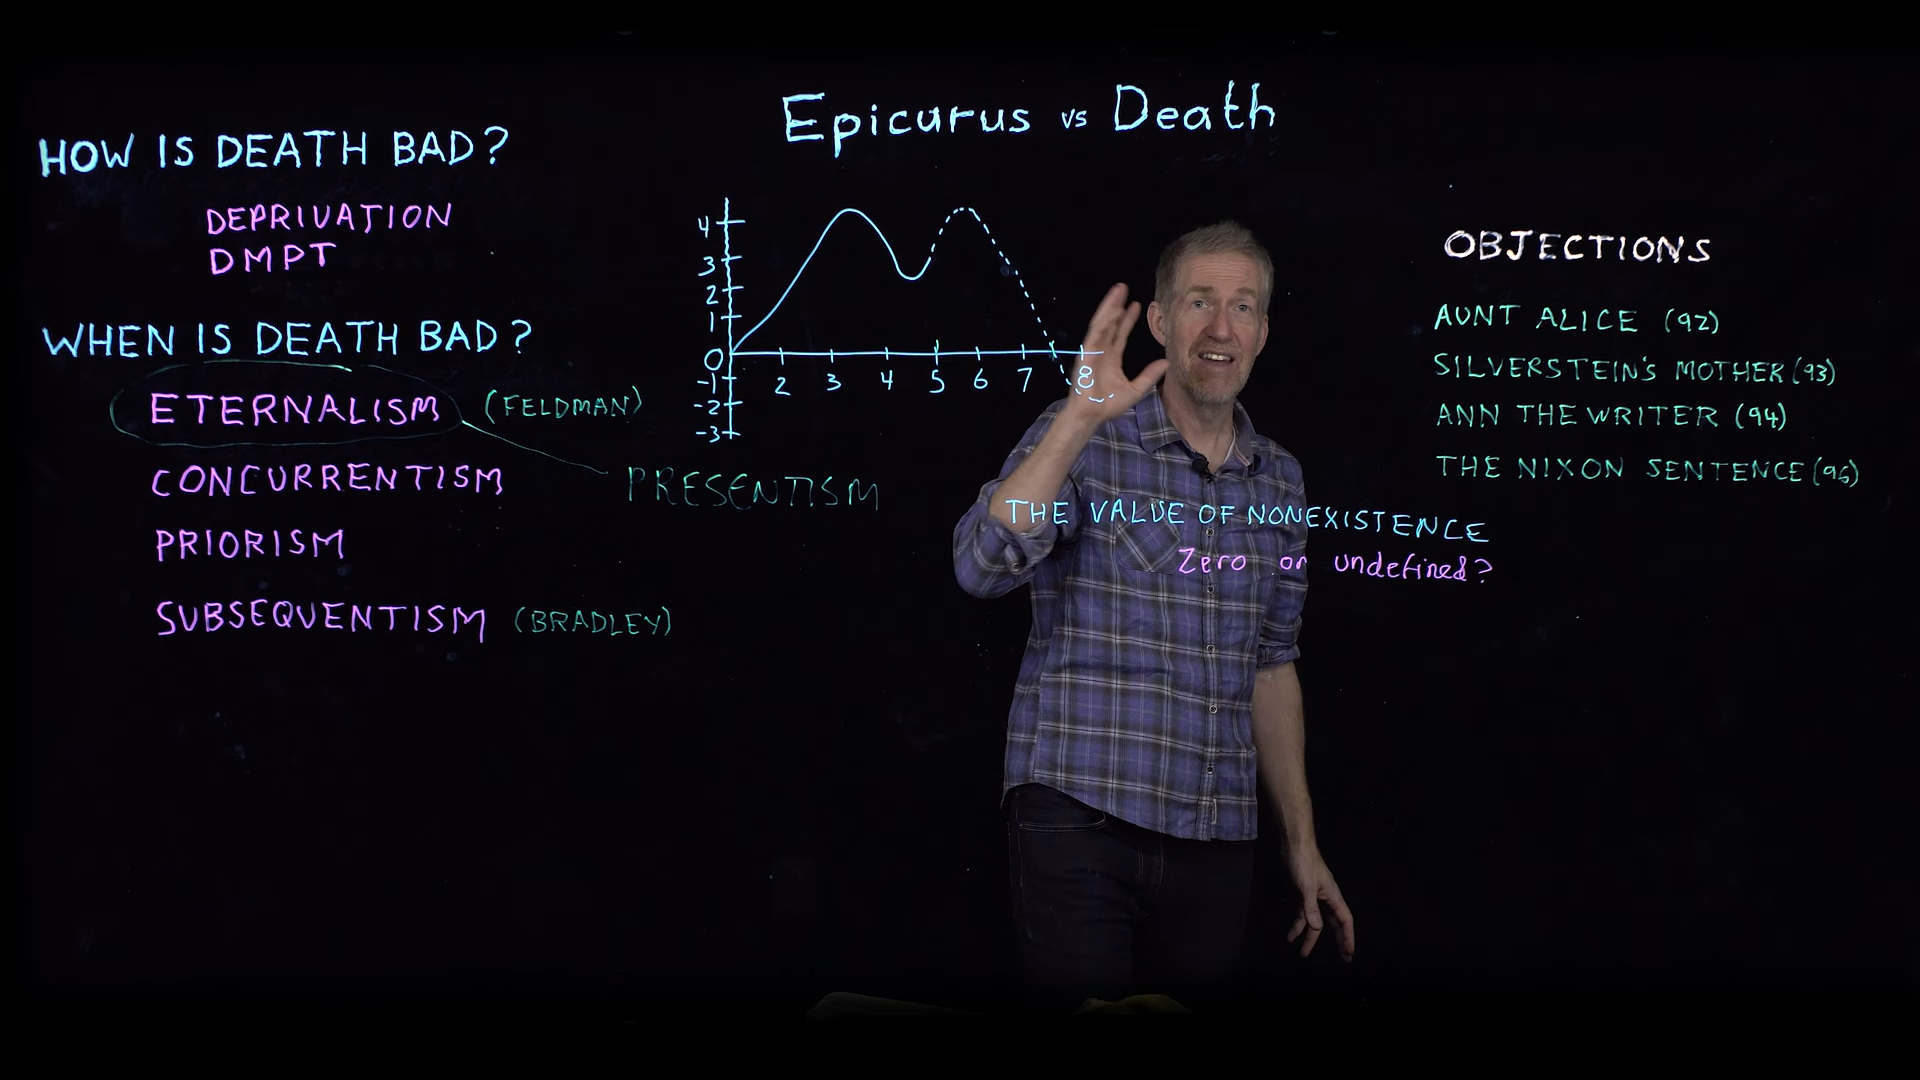 Epicurus vs Death
HOW IS DEATH BAD?
DEPRIVATION
DMPT
WHEN IS DEATH BAD?
ETERNALISM (FELDMAN)
CONCURRENTISM
PRIORISM
SUBSEQUENTISM (BRADLEY)
PRESENTISM
4
3
2
1
0
-1
-2
-3
2 3 4 5 6 7 8
THE VALUE OF NONEXISTENCE
Zero or undefined?
OBJECTIONS
AUNT ALICE (92)
SILVERSTEIN'S MOTHER (93)
ANN THE WRITER (94)
THE NIXON SENTENCE (95)